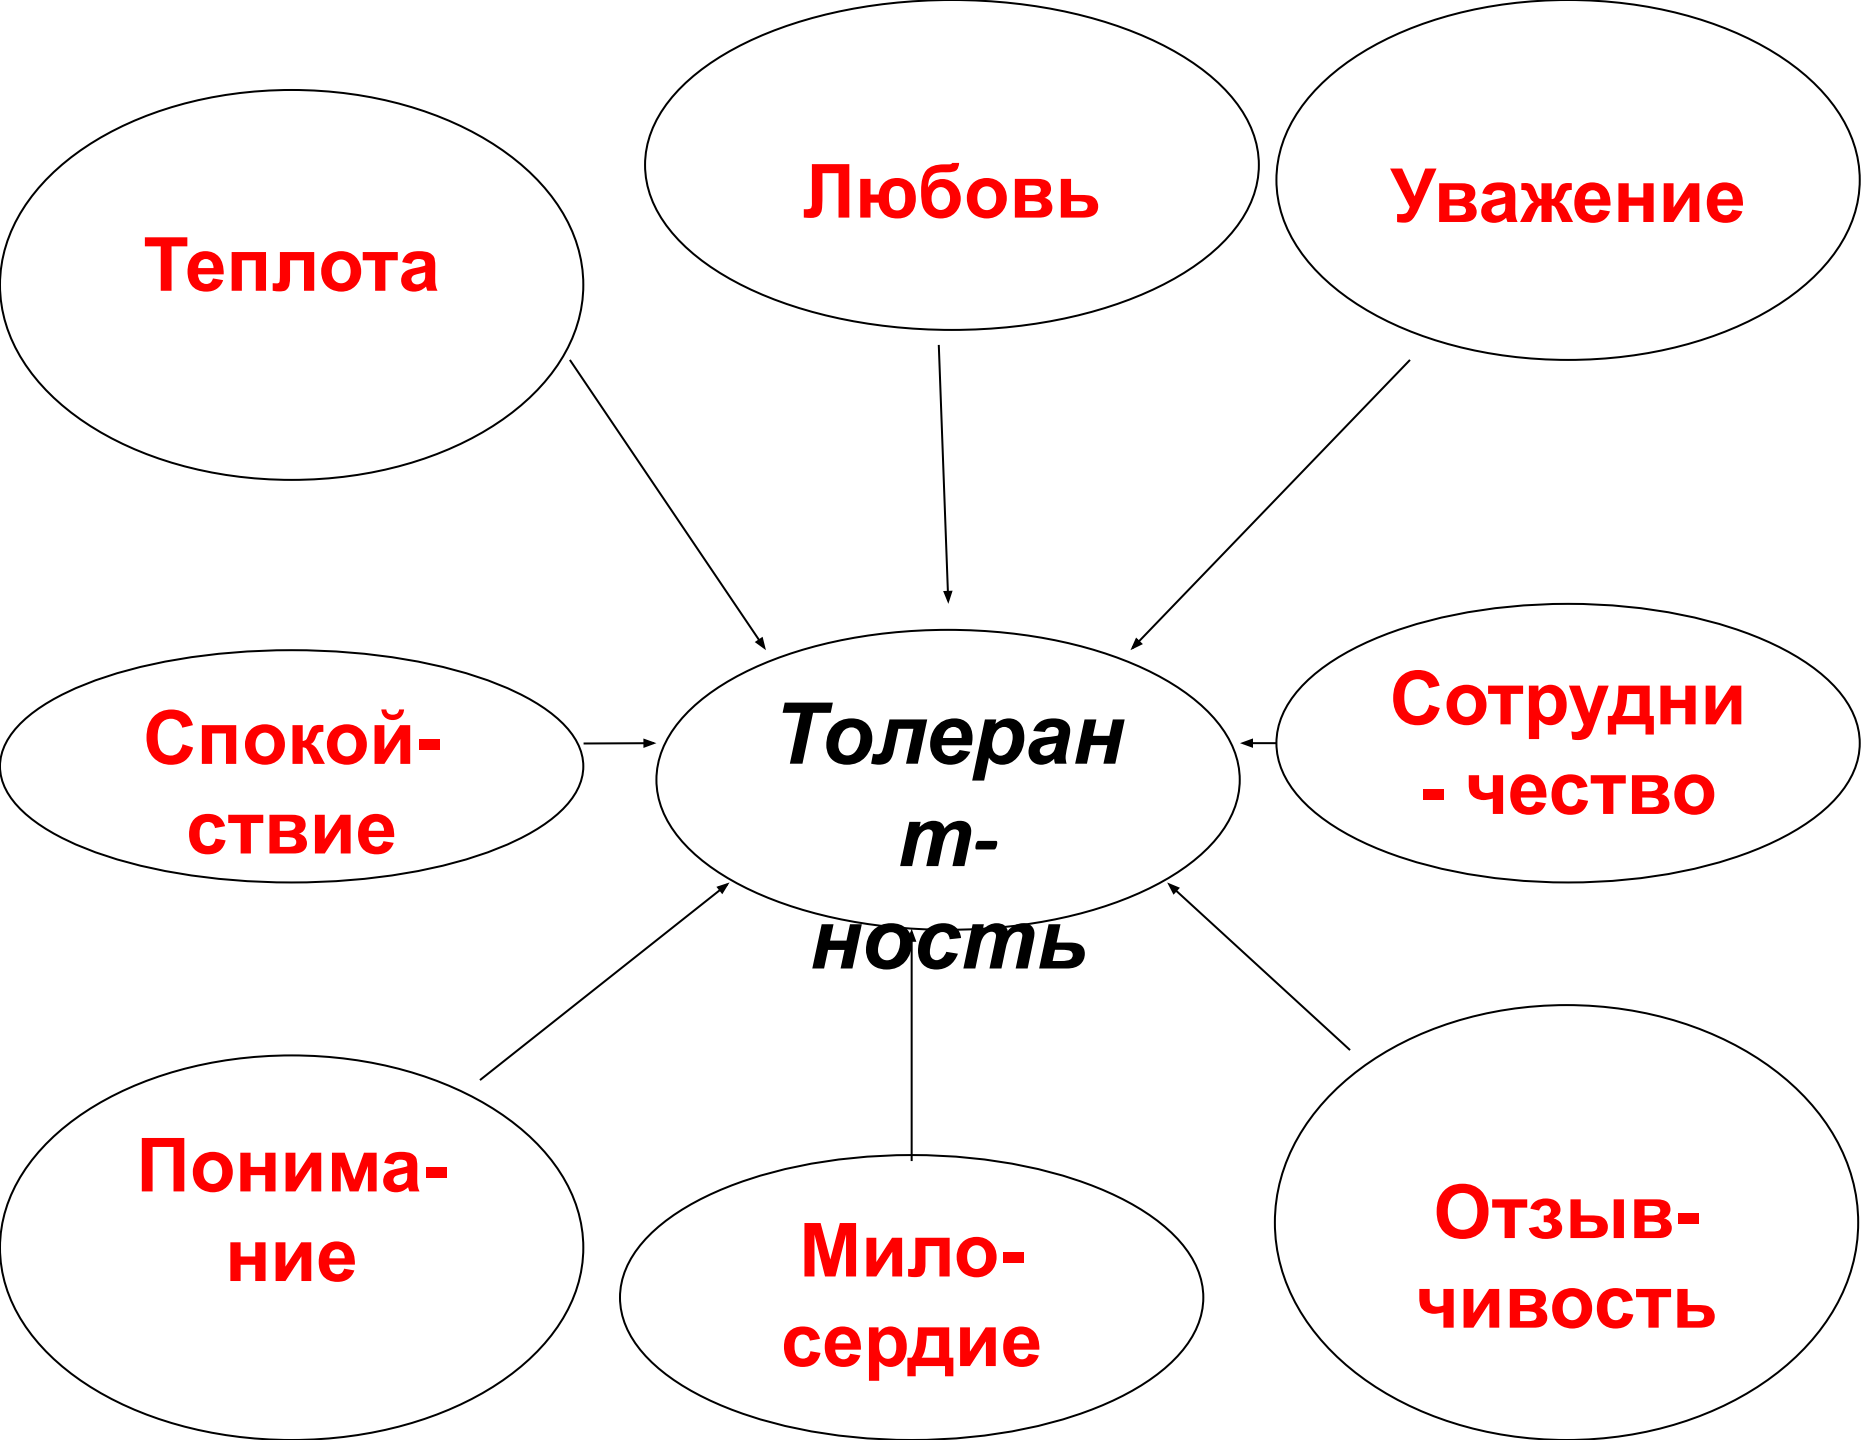 Теплота
Любовь
Уважение
Спокой-
ствие
Толеран
т-
ность
Сотрудни
- чество
Понима-
ние
Мило-
сердие
Отзыв-
чивость